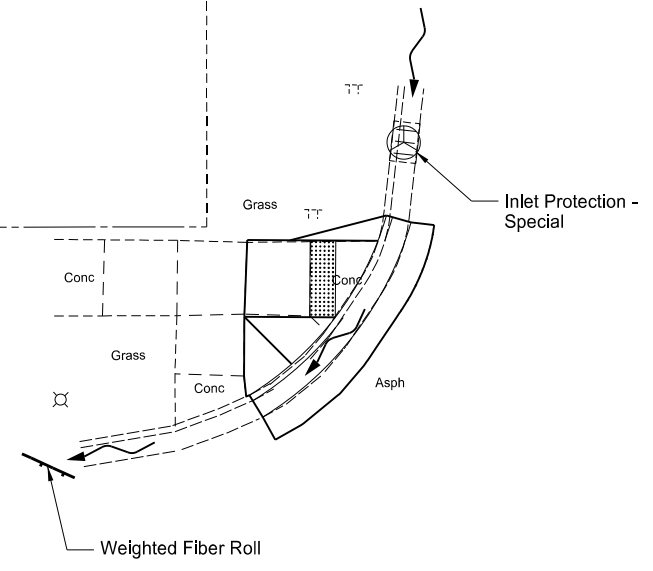 Inlet Protection -
Special
Grass
Conc
Conc
Grass
Conc
Asph
Weighted Fiber Roll